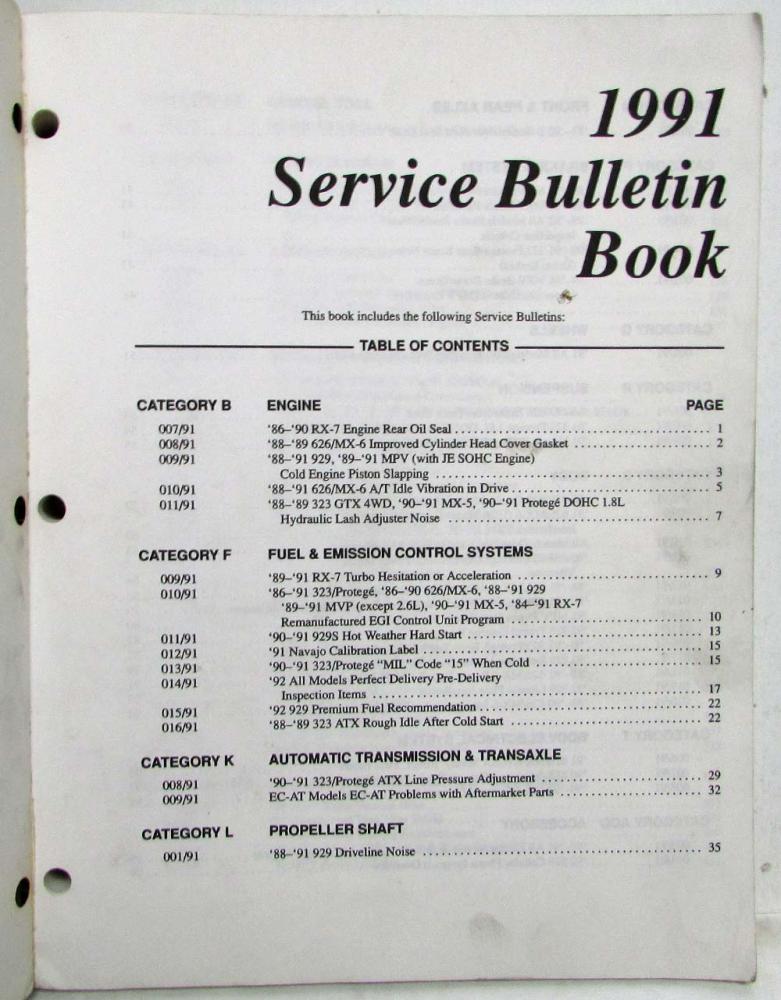 1991
Service Bulletin
Book
This book includes the following Service Bulletins:
TABLE OF CONTENTS
CATEGORY B ENGINE PAGE
007/91 '86–'90 RX-7 Engine Rear Oil Seal 1
008/91 '88–'89 626/MX-6 Improved Cylinder Head Cover Gasket 2
009/91 '88–'91 929, '89–'91 MPV (with JE SOHC Engine)
Cold Engine Piston Slapping 3
010/91 '88–'91 626/MX-6 A/T Idle Vibration in Drive 5
011/91 '88–'89 323 GTX 4WD, '90–'91 MX-5, '90–'91 Protegé DOHC 1.8L
Hydraulic Lash Adjuster Noise 7
CATEGORY F FUEL & EMISSION CONTROL SYSTEMS
009/91 '89–'91 RX-7 Turbo Hesitation or Acceleration 9
010/91 '86–'91 323/Protegé, '86–'90 626/MX-6, '88–'91 929
'89–'91 MVP (except 2.6L), '90–'91 MX-5, '84–'91 RX-7
Remanufactured EGI Control Unit Program 10
011/91 '90–'91 929S Hot Weather Hard Start 13
012/91 '91 Navajo Calibration Label 15
013/91 '90–'91 323/Protegé “MIL” Code “15” When Cold 15
014/91 '92 All Models Perfect Delivery Pre-Delivery
Inspection Items 17
015/91 '92 929 Premium Fuel Recommendation 22
016/91 '88–'89 323 ATX Rough Idle After Cold Start 22
CATEGORY K AUTOMATIC TRANSMISSION & TRANSAXLE
008/91 '90–'91 323/Protegé ATX Line Pressure Adjustment 29
009/91 EC-AT Models EC-AT Problems with Aftermarket Parts 32
CATEGORY L PROPELLER SHAFT
001/91 '88–'91 929 Driveline Noise 35